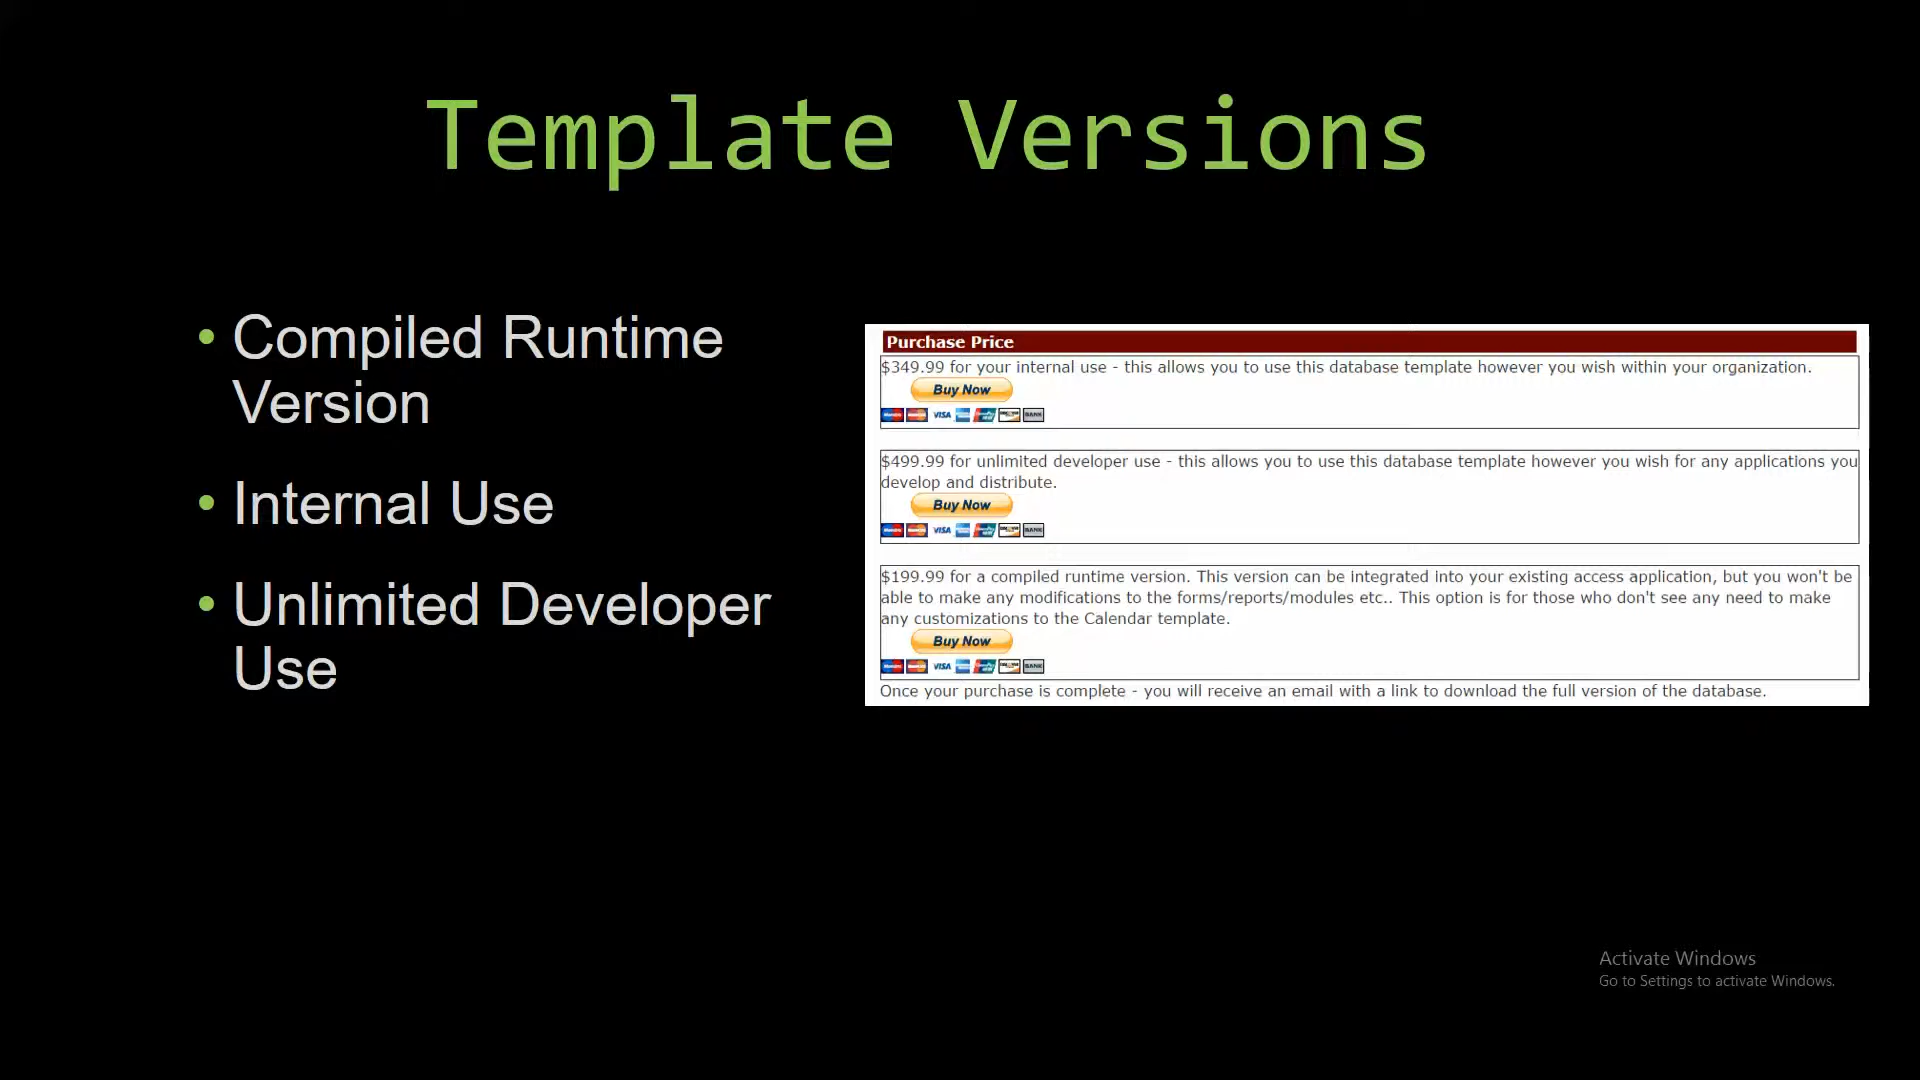 Template Versions
• Compiled Runtime
Version
• Internal Use
• Unlimited Developer
Use
Purchase Price
$349.99 for your internal use - this allows you to use this database template however you wish within your organization.
Buy Now
VISA BANK
$499.99 for unlimited developer use - this allows you to use this database template however you wish for any applications you
develop and distribute.
Buy Now
VISA BANK
$199.99 for a compiled runtime version. This version can be integrated into your existing access application, but you won't be
able to make any modifications to the forms/reports/modules etc.. This option is for those who don't see any need to make
any customizations to the Calendar template.
Buy Now
VISA BANK
Once your purchase is complete - you will receive an email with a link to download the full version of the database.
Activate Windows
Go to Settings to activate Windows.